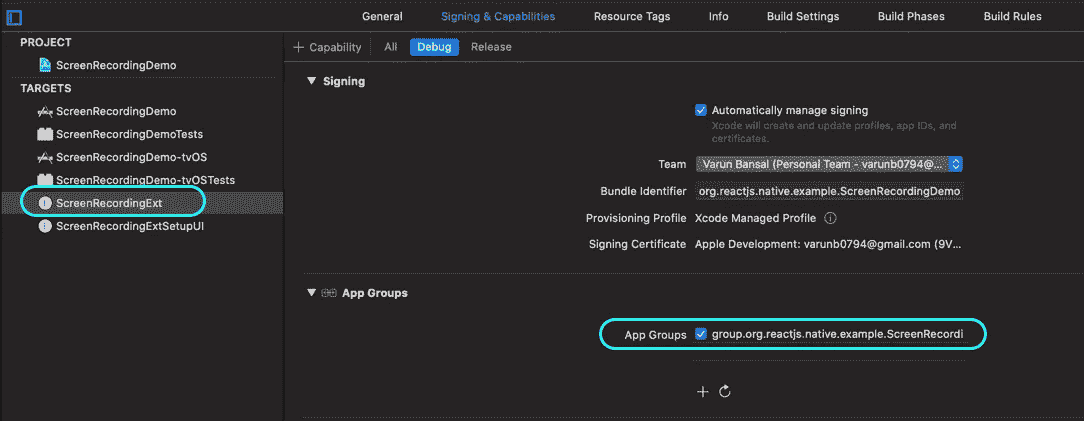 General Signing & Capabilities Resource Tags Info Build Settings Build Phases Build Rules
PROJECT
ScreenRecordingDemo
TARGETS
ScreenRecordingDemo
ScreenRecordingDemoTests
ScreenRecordingDemo-tvOS
ScreenRecordingDemo-tvOSTests
ScreenRecordingExt
ScreenRecordingExtSetupUI
+ Capability All Debug Release
Signing
Automatically manage signing
Xcode will create and update profiles, app IDs, and
certificates.
Team Varun Bansal (Personal Team - varunb0794@...
Bundle Identifier org.reactjs.native.example.ScreenRecordingDemo
Provisioning Profile Xcode Managed Profile
Signing Certificate Apple Development: varunb0794@gmail.com (9V...
App Groups
App Groups group.org.reactjs.native.example.ScreenRecordi